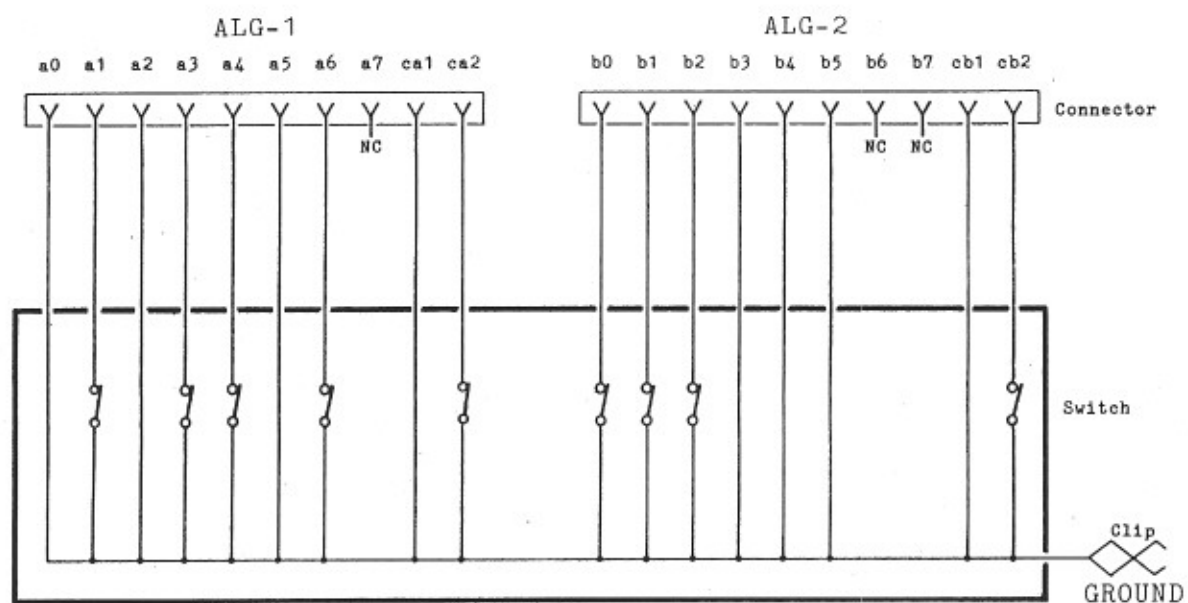 ALG-1 ALG-2
a0 a1 a2 a3 a4 a5 a6 a7 ca1 ca2 b0 b1 b2 b3 b4 b5 b6 b7 cb1 cb2
Connector
NC NC NC
Switch
Clip
GROUND